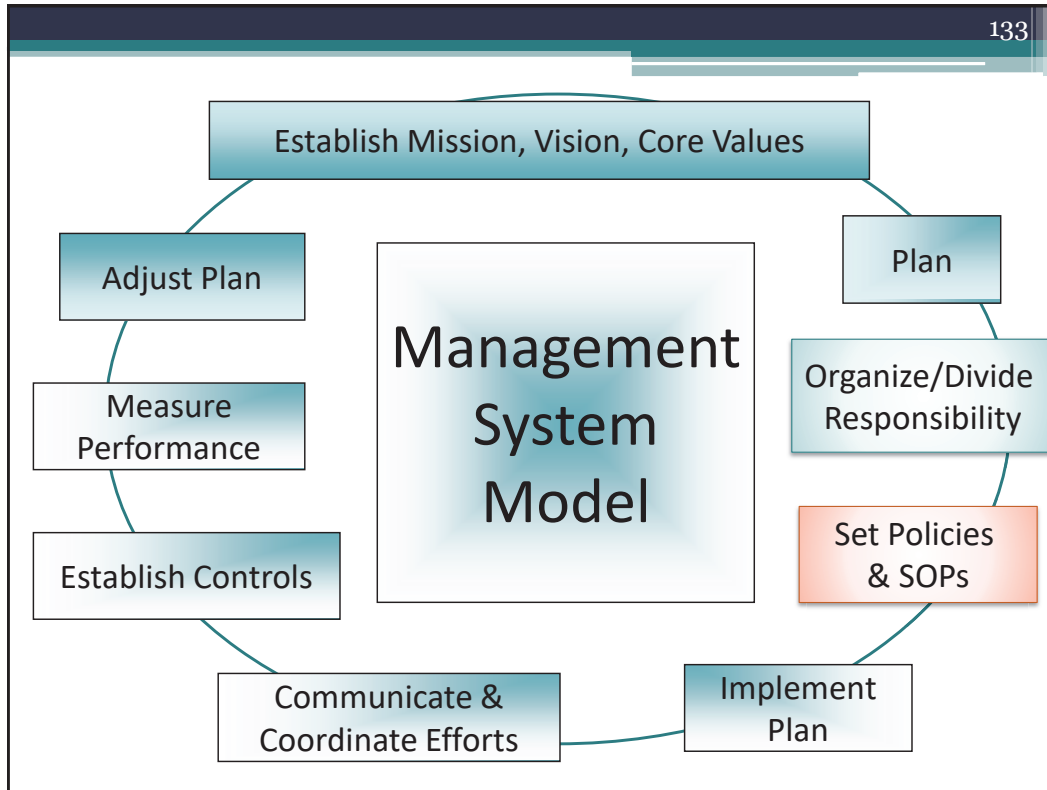 133
Establish Mission, Vision, Core Values
Plan
Organize/Divide
Responsibility
Set Policies
& SOPs
Implement
Plan
Communicate &
Coordinate Efforts
Establish Controls
Measure
Performance
Adjust Plan
Management
System
Model